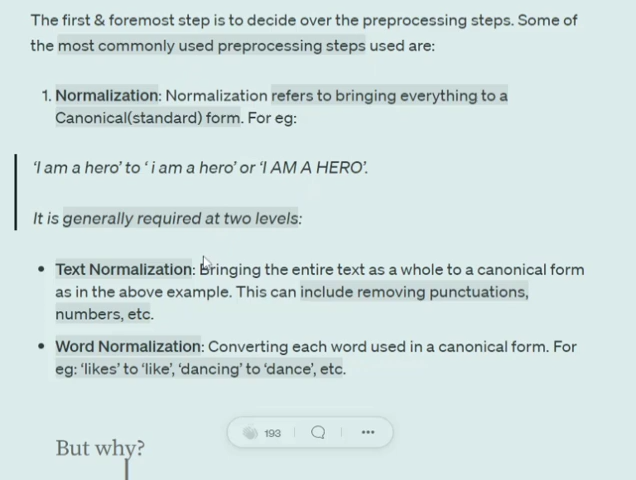 The first & foremost step is to decide over the preprocessing steps. Some of
the most commonly used preprocessing steps used are:
1. Normalization: Normalization refers to bringing everything to a
Canonical(standard) form. For eg:
‘I am a hero’ to ‘ i am a hero’ or ‘I AM A HERO’.
It is generally required at two levels:
• Text Normalization: Bringing the entire text as a whole to a canonical form
as in the above example. This can include removing punctuations,
numbers, etc.
• Word Normalization: Converting each word used in a canonical form. For
eg: ‘likes’ to ‘like’, ‘dancing’ to ‘dance’, etc.
193
But why?